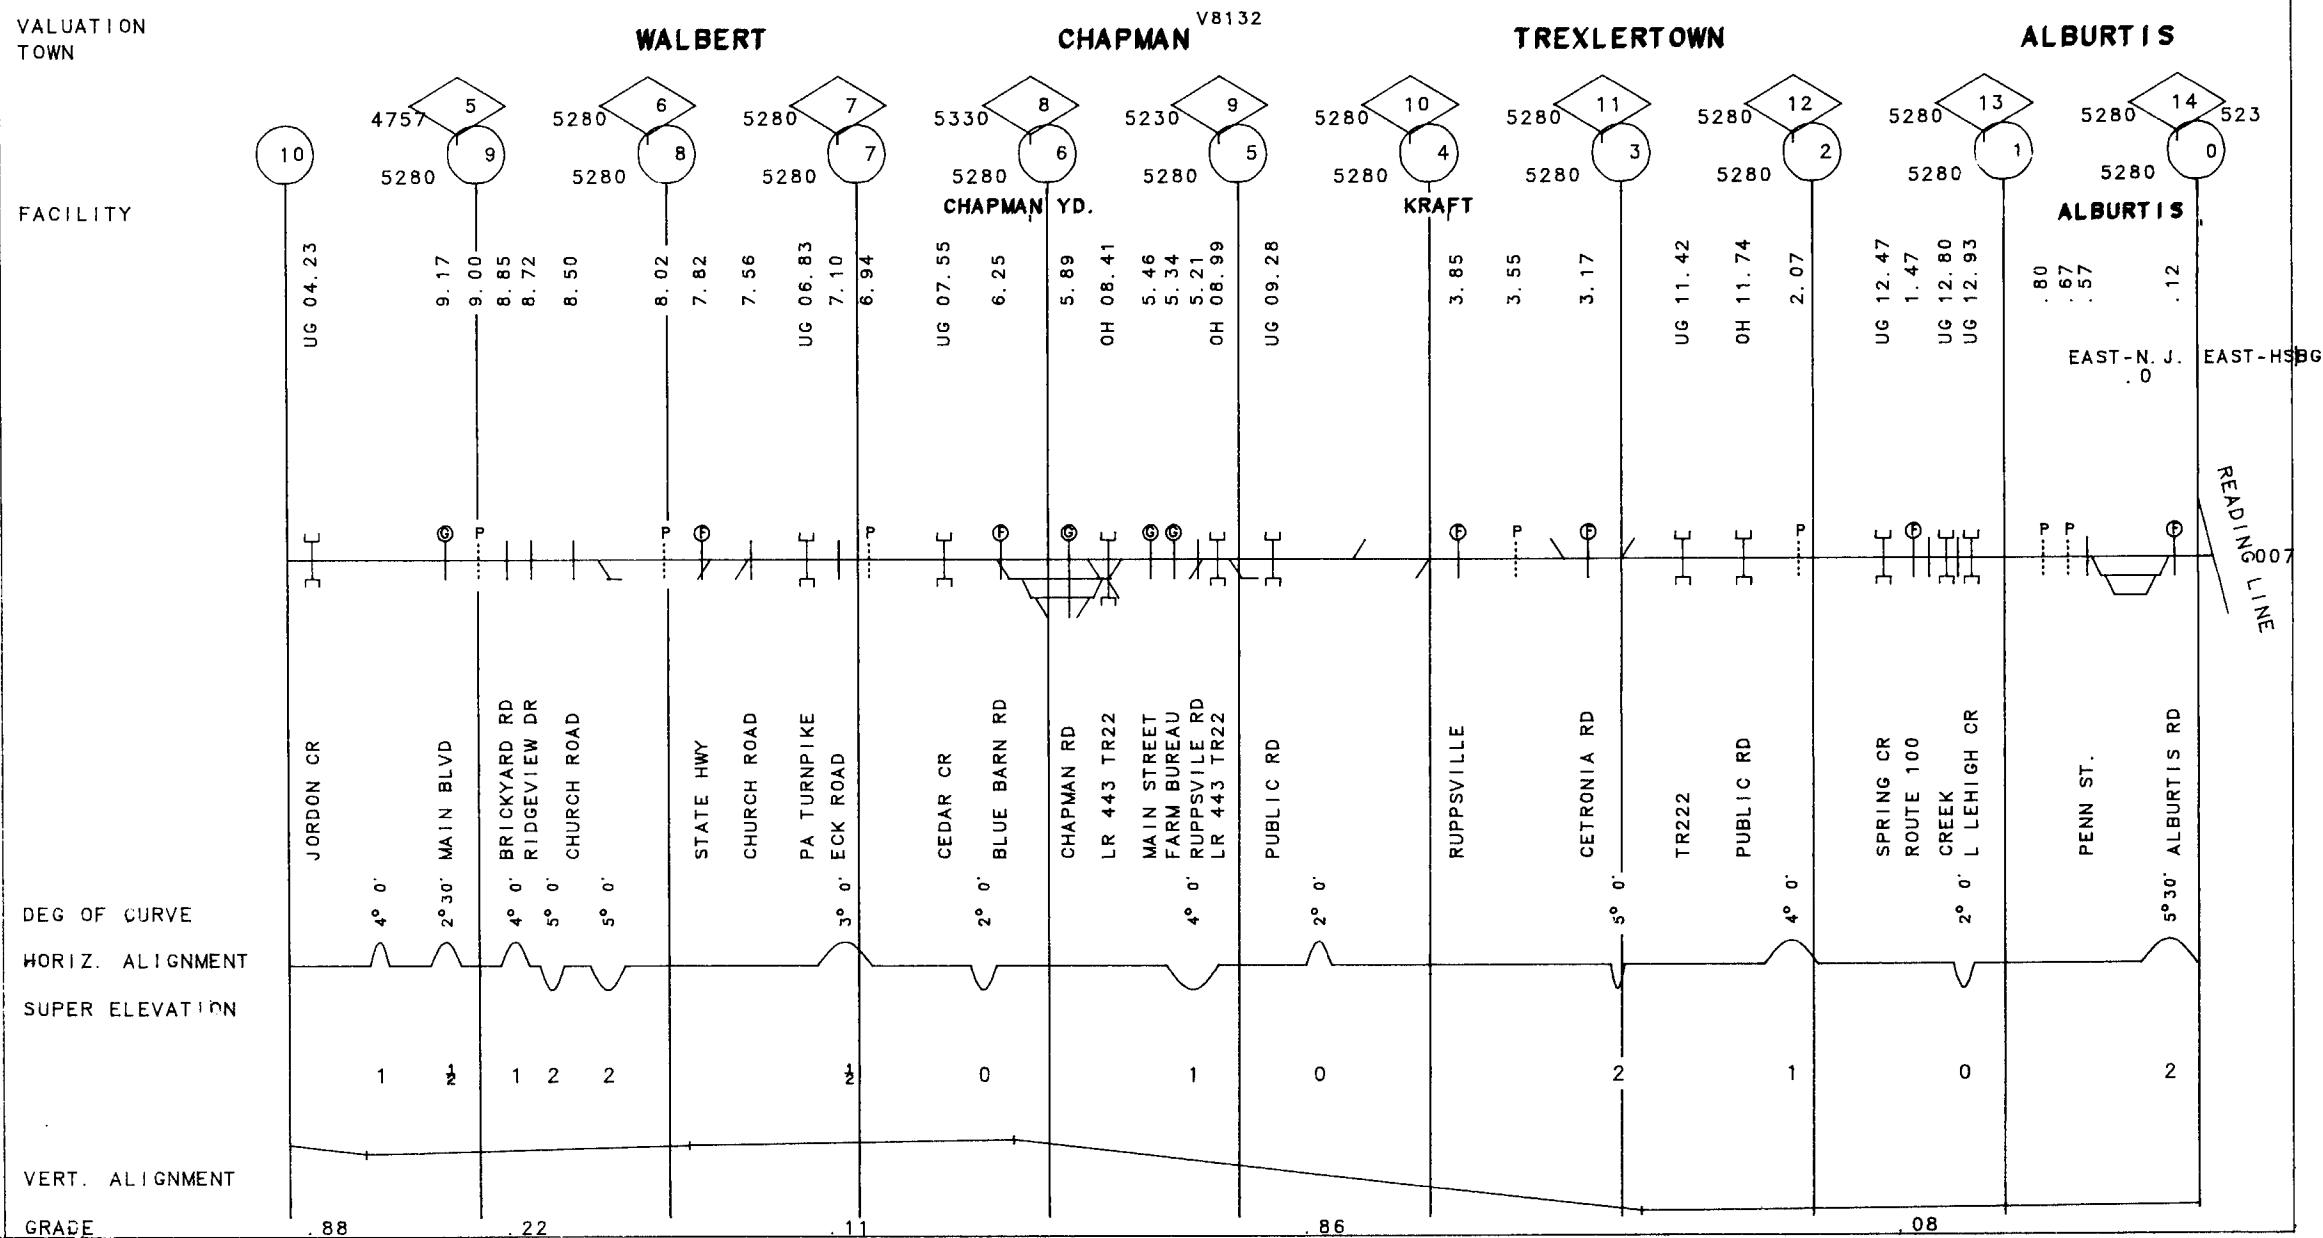 V8132
VALUATION
TOWN
WALBERT CHAPMAN TREXLERTOWN ALBURTIS
5 6 7 8 9 10 11 12 13 14
4757 5280 5280 5330 5230 5280 5280 5280 5280 5280 523
10 9 8 7 6 5 4 3 2 1 0
5280 5280 5280 5280 5280 5280 5280 5280 5280 5280
FACILITY
CHAPMAN YD. KRAFT ALBURTIS
UG 04.23
9.17
9.00
8.85
8.72
8.50
8.02
7.82
7.56
UG 06.83
7.10
6.94
UG 07.55
6.25
5.89
OH 08.41
5.46
5.34
5.21
OH 08.99
UG 09.28
3.85
3.55
3.17
UG 11.42
OH 11.74
2.07
UG 12.47
1.47
UG 12.80
UG 12.93
.80
.67
.57
.12
EAST-N.J. EAST-HSBG
.0
READING LINE
G P P F P F G G G F P F P F P P F
007
JORDON CR
MAIN BLVD
BRICKYARD RD
RIDGEVIEW DR
CHURCH ROAD
STATE HWY
CHURCH ROAD
PA TURNPIKE
ECK ROAD
CEDAR CR
BLUE BARN RD
CHAPMAN RD
LR 443 TR22
MAIN STREET
FARM BUREAU
RUPPSVILE RD
LR 443 TR22
PUBLIC RD
RUPPSVILLE
CETRONIA RD
TR222
PUBLIC RD
SPRING CR
ROUTE 100
CREEK
L LEHIGH CR
PENN ST.
ALBURTIS RD
DEG OF CURVE
4° 0' 2°30' 4° 0' 5° 0' 5° 0' 3° 0' 2° 0' 4° 0' 2° 0' 5° 0' 4° 0' 2° 0' 5°30'
HORIZ. ALIGNMENT
SUPER ELEVATION
1 ½ 1 2 2 ½ 0 1 0 2 1 0 2
VERT. ALIGNMENT
GRADE .88 .22 .11 .86 .08